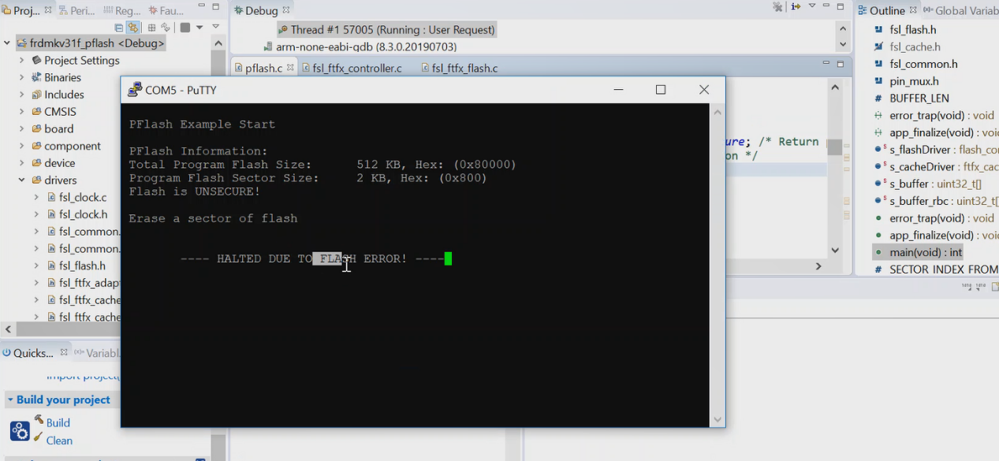 Proj...
Peri...
Reg...
Fau...
frdmkv31f_pflash <Debug>
Project Settings
Binaries
Includes
CMSIS
board
component
device
drivers
fsl_clock.c
fsl_clock.h
fsl_common.
fsl_common.
fsl_flash.h
fsl_ftfx_adap
fsl_ftfx_cache
fsl_ftfx_cache
Quicks...
(x)= Variabl
Import project(
Build your project
Build
Clean
Debug
Thread #1 57005 (Running : User Request)
arm-none-eabi-gdb (8.3.0.20190703)
pflash.c
fsl_ftfx_controller.c
fsl_ftfx_flash.c
ure; /* Return
on */
COM5 - PuTTY
PFlash Example Start
PFlash Information:
Total Program Flash Size: 512 KB, Hex: (0x80000)
Program Flash Sector Size: 2 KB, Hex: (0x800)
Flash is UNSECURE!
Erase a sector of flash
---- HALTED DUE TO FLASH ERROR! ----
Outline
(x)= Global Variab
fsl_flash.h
fsl_cache.h
fsl_common.h
pin_mux.h
# BUFFER_LEN
error_trap(void) : void
app_finalize(void) : void
s_flashDriver : flash_co
s_cacheDriver : ftfx_cac
s_buffer : uint32_t[]
s_buffer_rbc : uint32_t[
error_trap(void) : void
app_finalize(void) : void
main(void) : int
# SECTOR_INDEX_FROM